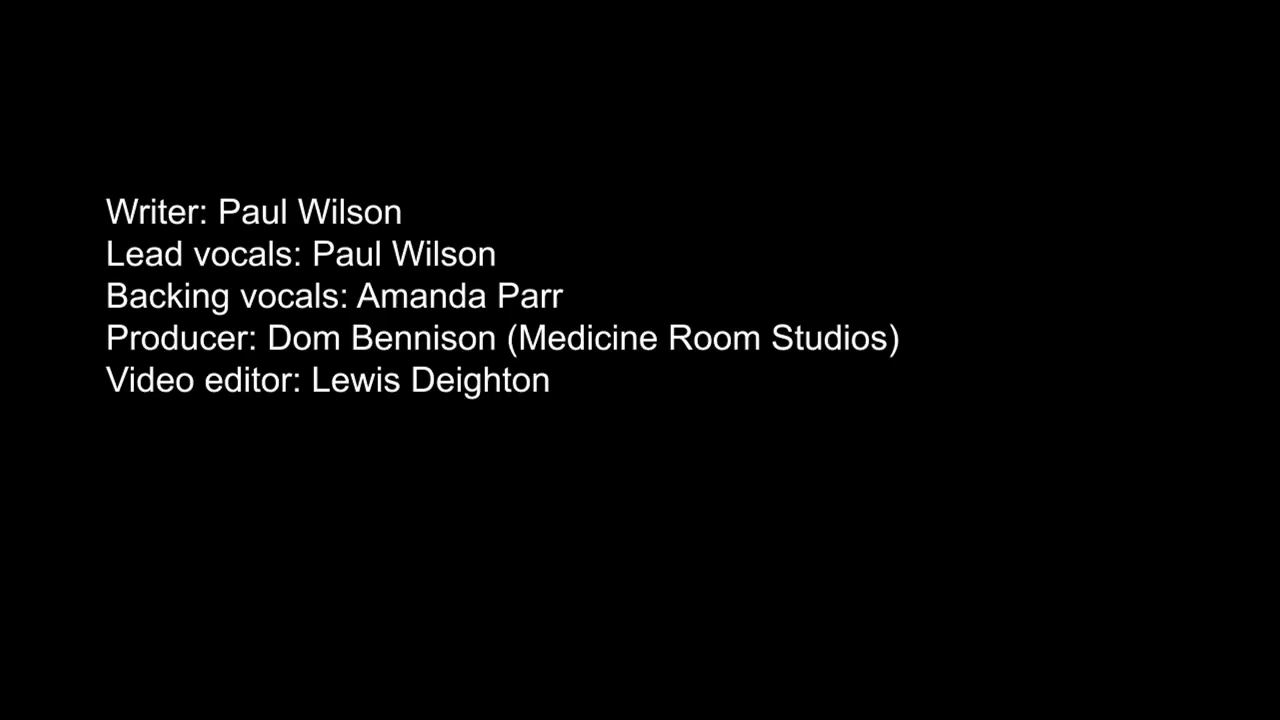 Writer: Paul Wilson
Lead vocals: Paul Wilson
Backing vocals: Amanda Parr
Producer: Dom Bennison (Medicine Room Studios)
Video editor: Lewis Deighton